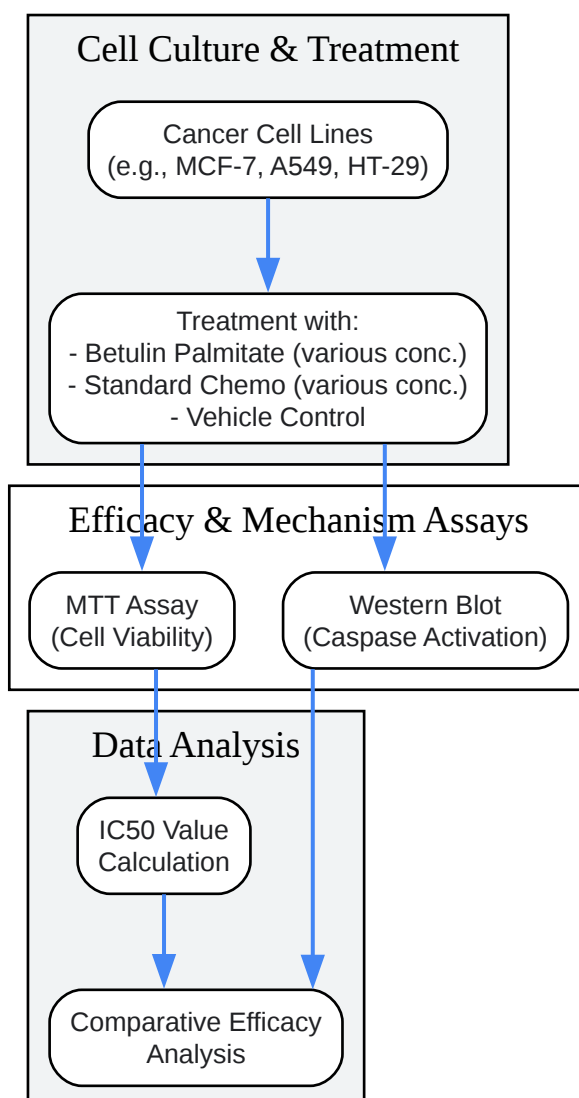 Cell Culture & Treatment
Cancer Cell Lines
(e.g., MCF-7, A549, HT-29)
Treatment with:
- Betulin Palmitate (various conc.)
- Standard Chemo (various conc.)
- Vehicle Control
Efficacy & Mechanism Assays
MTT Assay
(Cell Viability)
Western Blot
(Caspase Activation)
Data Analysis
IC50 Value
Calculation
Comparative Efficacy
Analysis